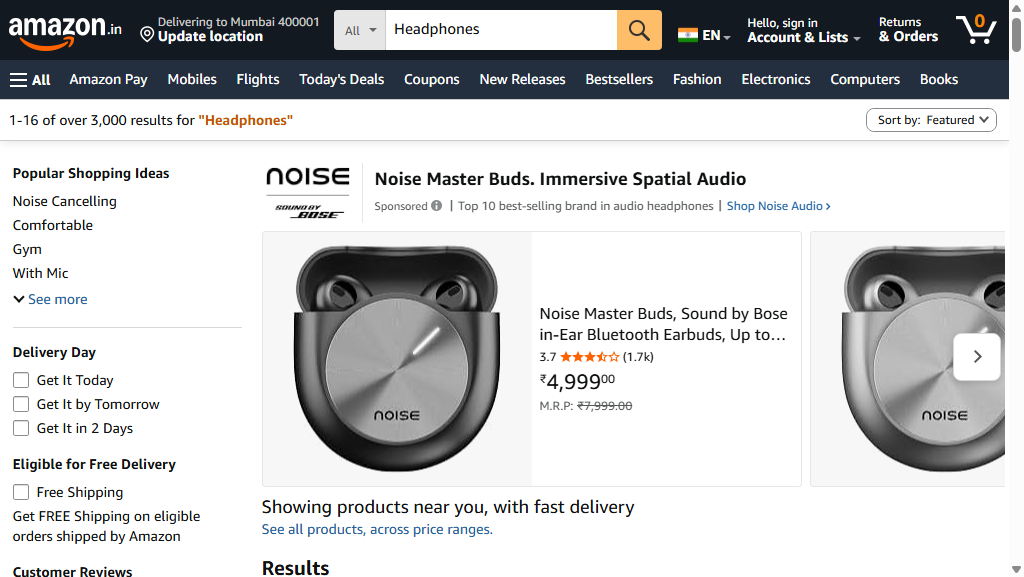 amazon.in
Delivering to Mumbai 400001
Update location
All
Headphones
EN
Hello, sign in
Account & Lists
Returns
& Orders
0
All
Amazon Pay
Mobiles
Flights
Today's Deals
Coupons
New Releases
Bestsellers
Fashion
Electronics
Computers
Books
1-16 of over 3,000 results for "Headphones"
Sort by: Featured
Popular Shopping Ideas
Noise Cancelling
Comfortable
Gym
With Mic
See more
Delivery Day
Get It Today
Get It by Tomorrow
Get It in 2 Days
Eligible for Free Delivery
Free Shipping
Get FREE Shipping on eligible
orders shipped by Amazon
Customer Reviews
NOISE
SOUND BY
BOSE
Noise Master Buds. Immersive Spatial Audio
Sponsored | Top 10 best-selling brand in audio headphones | Shop Noise Audio
NOISE
Noise Master Buds, Sound by Bose
in-Ear Bluetooth Earbuds, Up to…
3.7 (1.7k)
₹4,99900
M.R.P: ₹7,999.00
NOISE
Showing products near you, with fast delivery
See all products, across price ranges.
Results